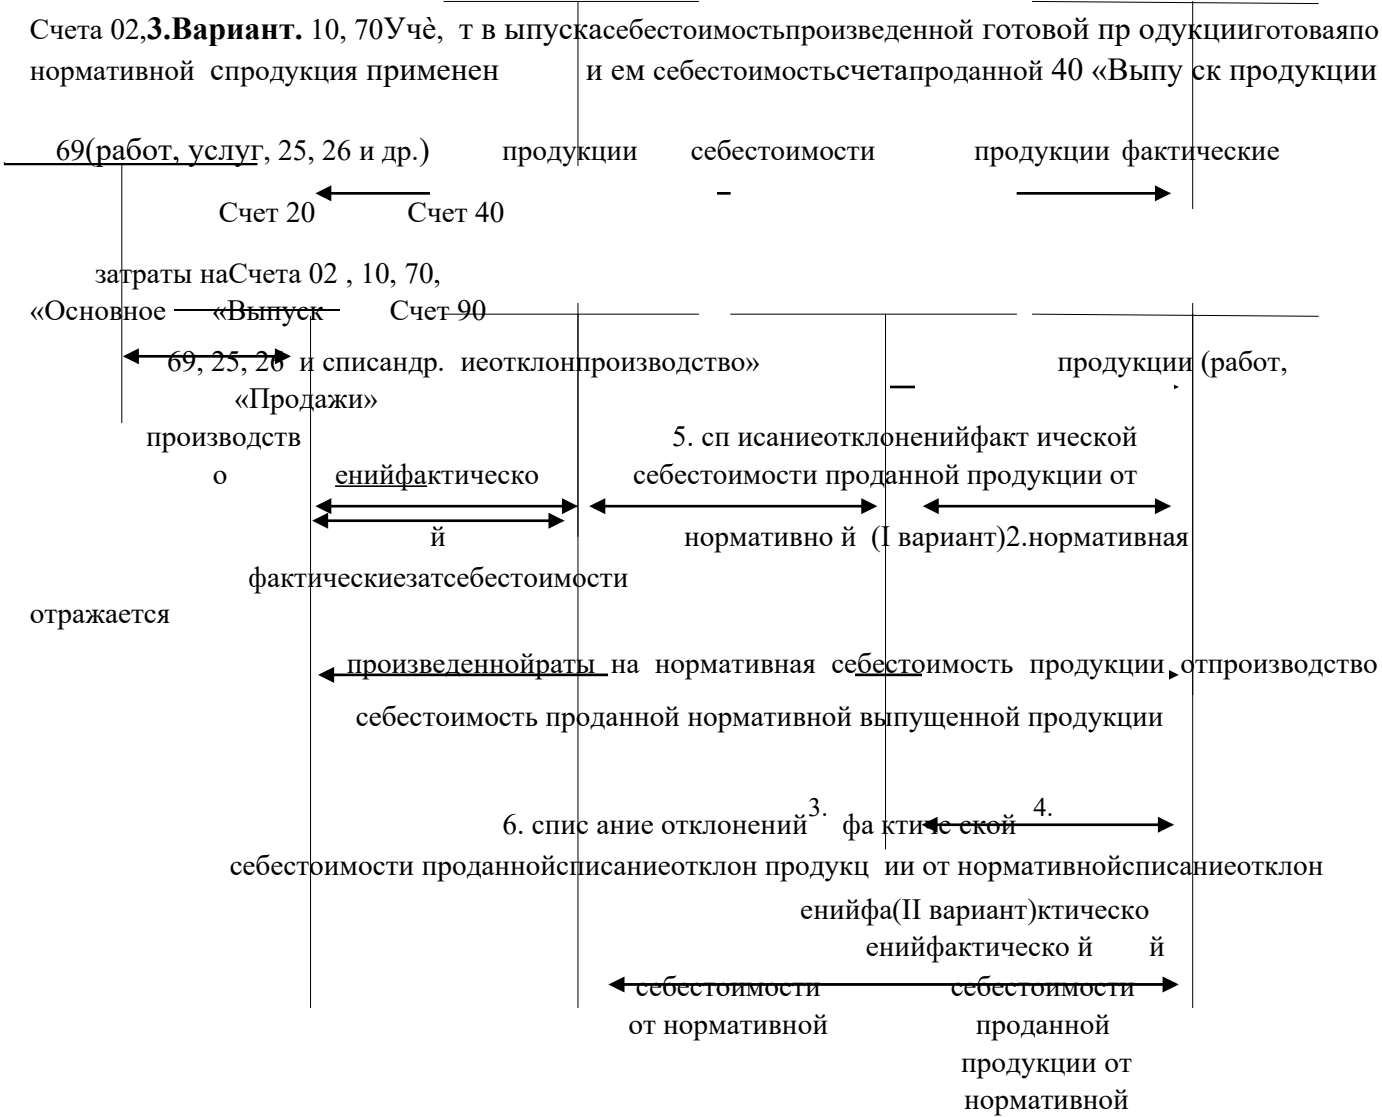 Счета 02,3.Вариант. 10, 70Учѐ, т в ыпускасебестоимостьпроизведенной готовой пр одукцииготоваяпо
нормативной спродукция применен и ем себестоимостьсчетапроданной 40 «Выпу ск продукции
69(работ, услуг, 25, 26 и др.) продукции себестоимости продукции фактические
Счет 20 Счет 40
затраты наСчета 02 , 10, 70,
«Основное «Выпуск Счет 90
69, 25, 26 и списандр. иеотклонпроизводство» продукции (работ,
«Продажи»
производств 5. сп исаниеотклоненийфакт ической
о енийфактическо себестоимости проданной продукции от
й нормативно й (I вариант)2.нормативная
фактическиезатсебестоимости
отражается
произведеннойраты на нормативная себестоимость продукции отпроизводство
себестоимость проданной нормативной выпущенной продукции
6. спис ание отклонений 3. фа ктиче ской 4.
себестоимости проданнойсписаниеотклон продукц ии от нормативнойсписаниеотклон
енийфа(II вариант)ктическо
енийфактическо й й
себестоимости себестоимости
от нормативной проданной
продукции от
нормативной